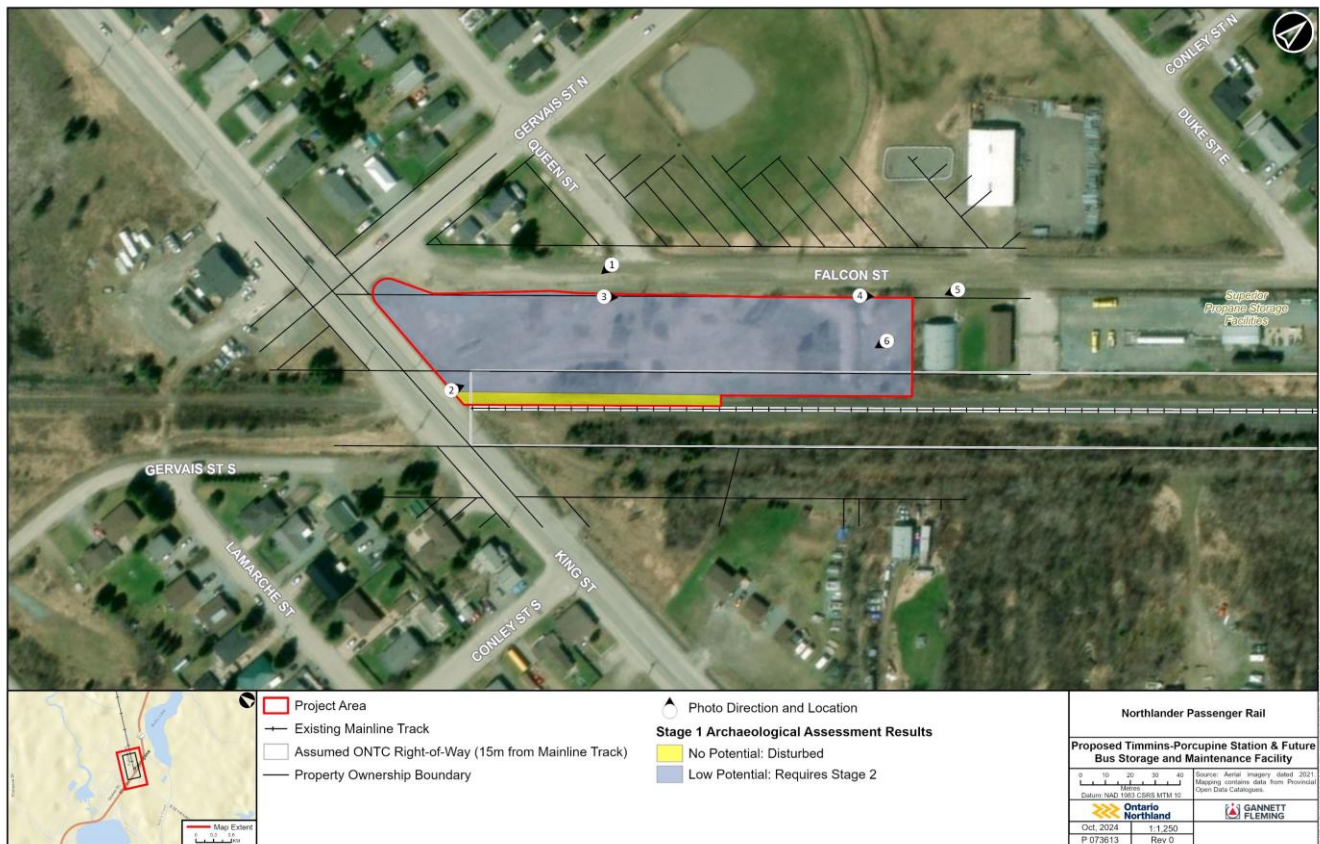 CONLEY ST N
GERVAIS ST N
QUEEN ST
DUKE ST E
1
FALCON ST
3
4
5
Superior
Propane Storage
Facilities
6
2
GERVAIS ST S
LAMARCHE ST
KING ST
CONLEY ST S
Map Extent
Project Area
Existing Mainline Track
Assumed ONTC Right-of-Way (15m from Mainline Track)
Property Ownership Boundary
Photo Direction and Location
Stage 1 Archaeological Assessment Results
No Potential: Disturbed
Low Potential: Requires Stage 2
Northlander Passenger Rail
Proposed Timmins-Porcupine Station & Future
Bus Storage and Maintenance Facility
0 10 20 30 40
Metres
Datum: NAD 1983 CSRS MTM 10
Source: Aerial imagery dated 2021.
Mapping contains data from Provincial
Open Data Catalogues.
Ontario
Northland
GANNETT
FLEMING
Oct, 2024
1:1,250
P 073613
Rev 0